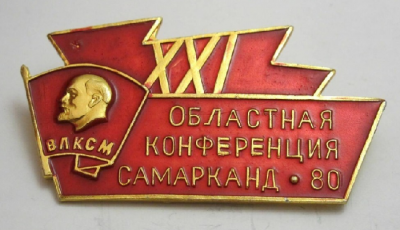 XXI
ВЛКСМ
ОБЛАСТНАЯ
КОНФЕРЕНЦИЯ
САМАРКАНД • 80